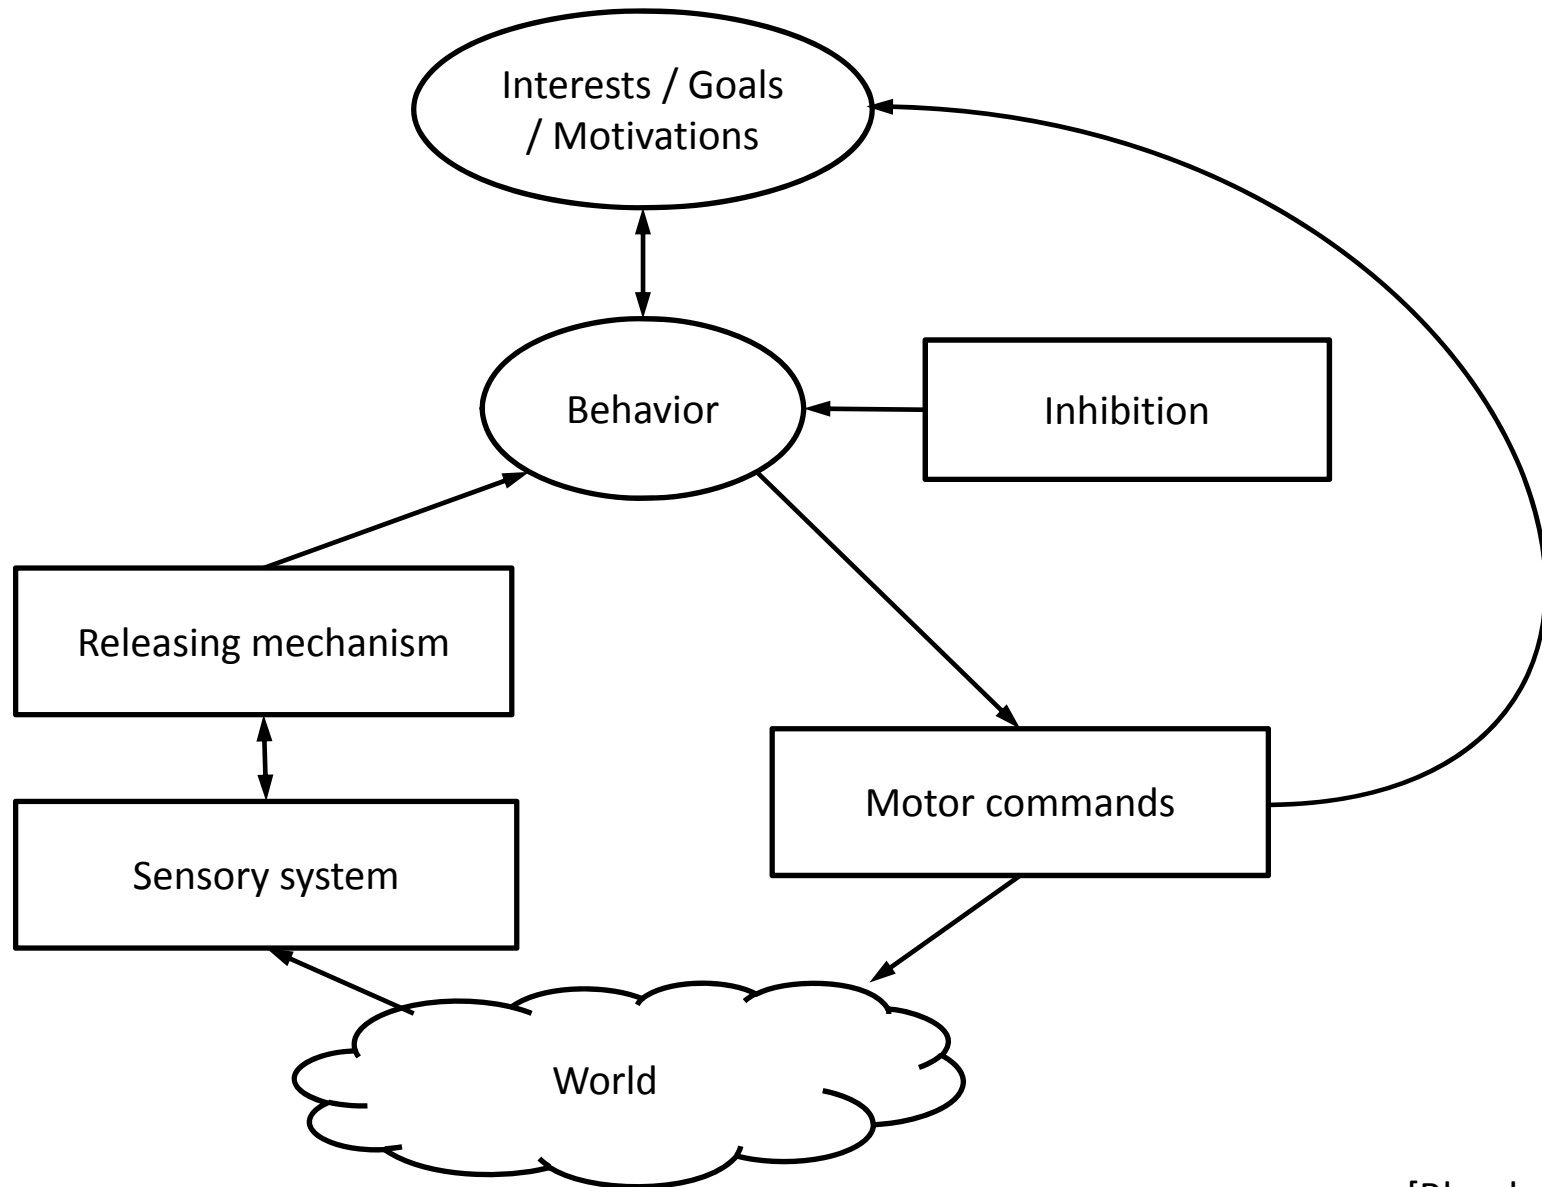 Interests / Goals
/ Motivations
Behavior
Inhibition
Releasing mechanism
Motor commands
Sensory system
World